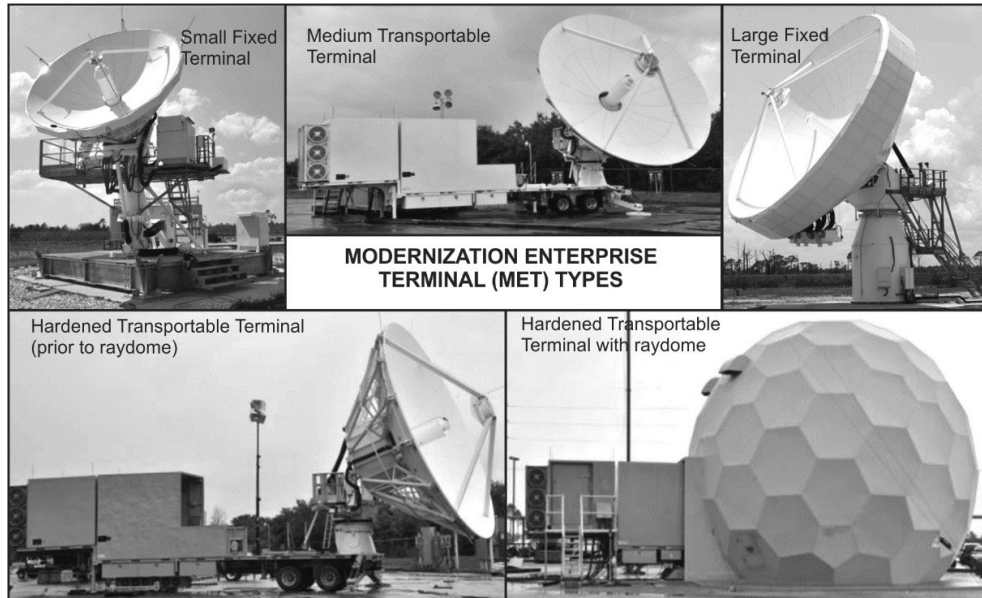 Small Fixed
Terminal
Medium Transportable
Terminal
Large Fixed
Terminal
MODERNIZATION ENTERPRISE
TERMINAL (MET) TYPES
Hardened Transportable Terminal
(prior to raydome)
Hardened Transportable
Terminal with raydome